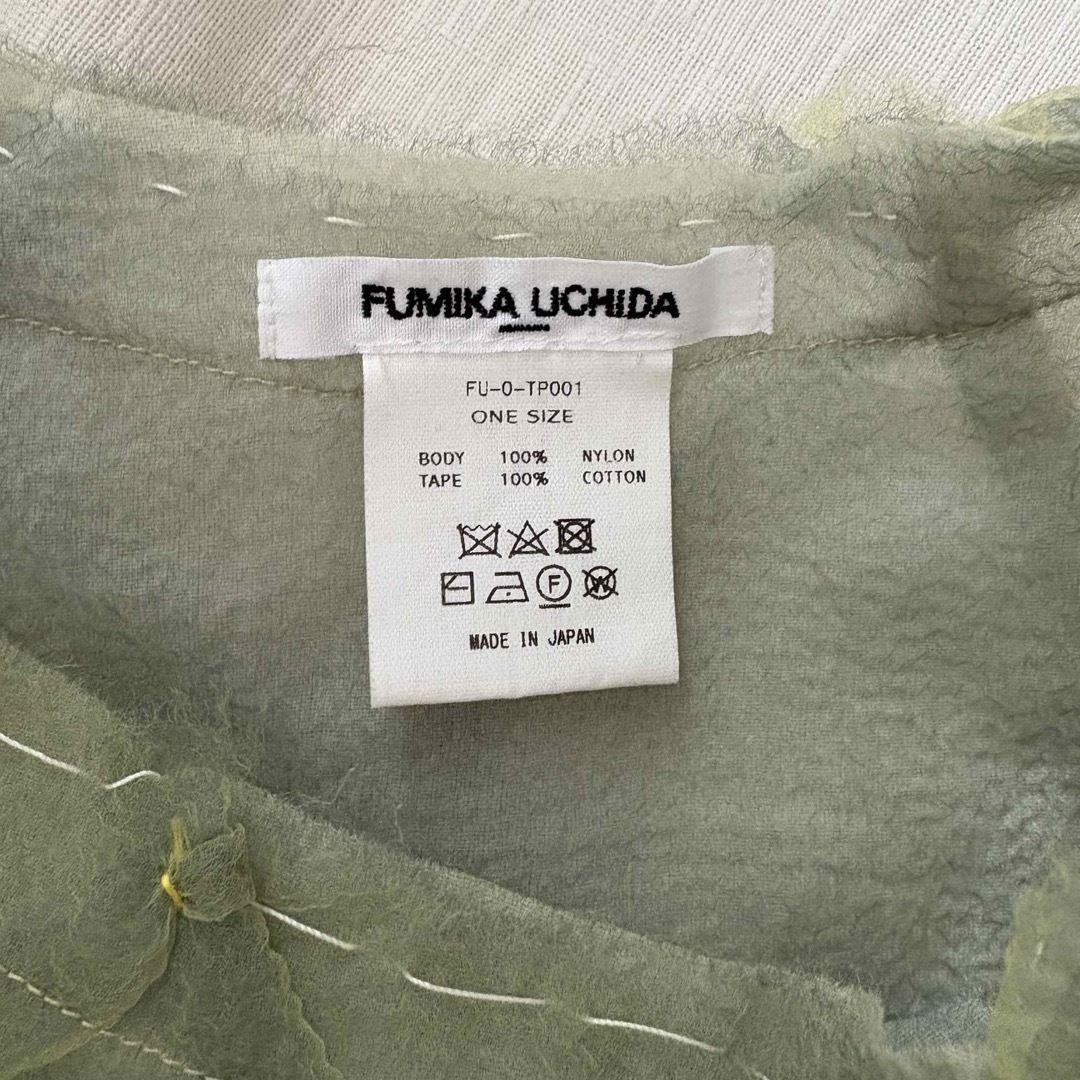 FUMIKA UCHIDA
FU-0-TP001
ONE SIZE
BODY 100% NYLON
TAPE 100% COTTON
F W
MADE IN JAPAN